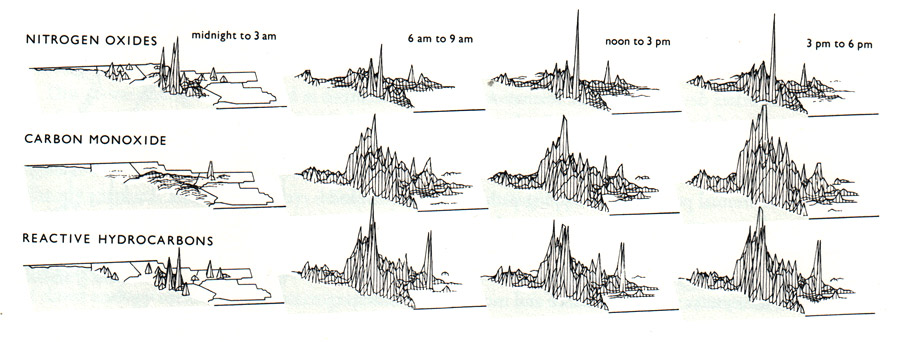 NITROGEN OXIDES
midnight to 3 am
6 am to 9 am
noon to 3 pm
3 pm to 6 pm
CARBON MONOXIDE
REACTIVE HYDROCARBONS